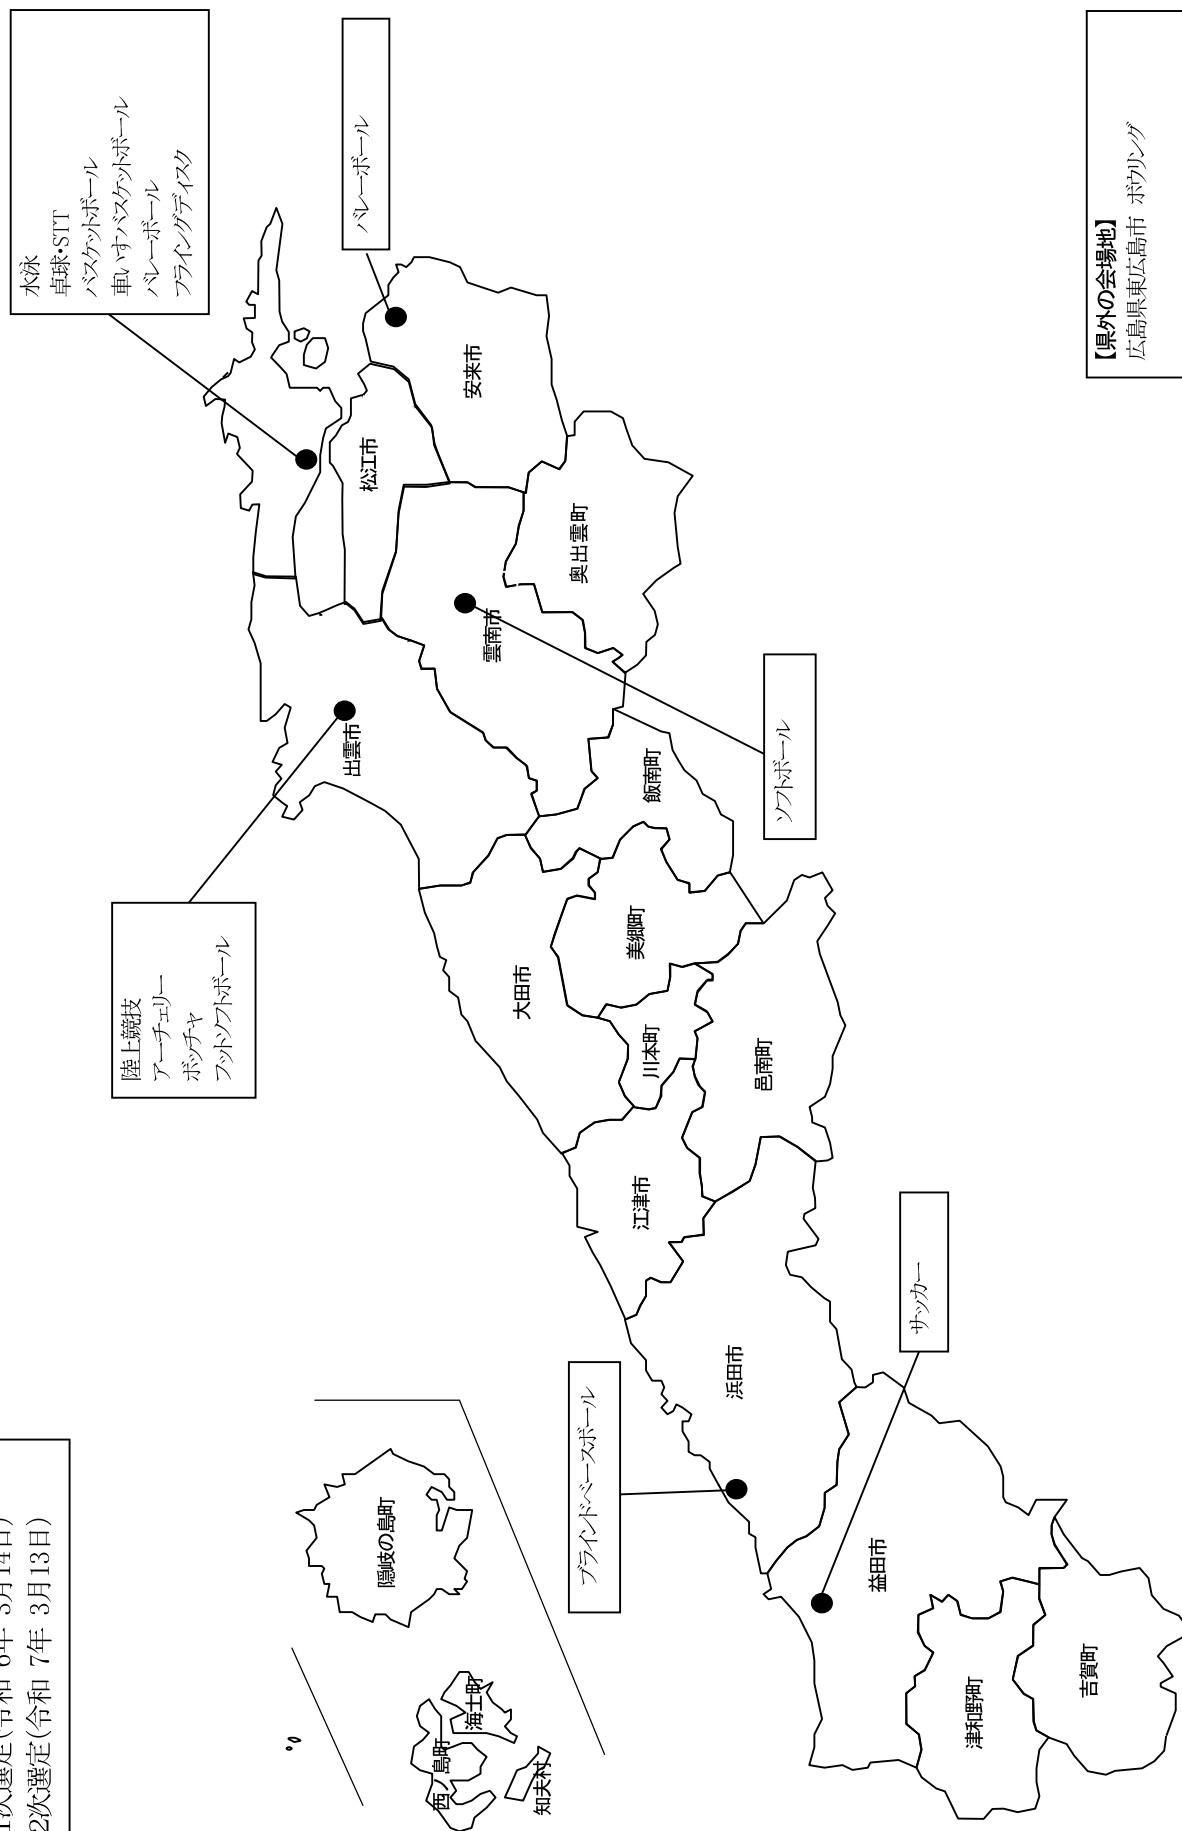 1次選定(令和 6年 3月14日)
2次選定(令和 7年 3月13日)
水泳
卓球・STT
バスケットボール
車いすバスケットボール
バレーボール
フライングディスク
バレーボール
陸上競技
アーチェリー
ボッチャ
フットソフトボール
ソフトボール
ブラインドベースボール
サッカー
【県外の会場地】
広島県東広島市 ボウリング
松江市
安来市
出雲市
雲南市
奥出雲町
飯南町
大田市
美郷町
川本町
邑南町
江津市
浜田市
益田市
津和野町
吉賀町
隠岐の島町
海士町
西ノ島町
知夫村